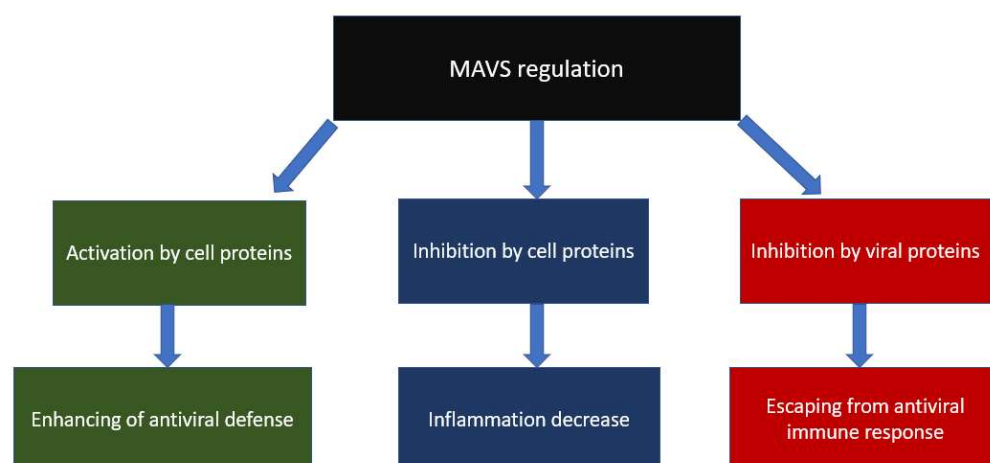 MAVS regulation
Activation by cell proteins
Inhibition by cell proteins
Inhibition by viral proteins
Enhancing of antiviral defense
Inflammation decrease
Escaping from antiviral
immune response